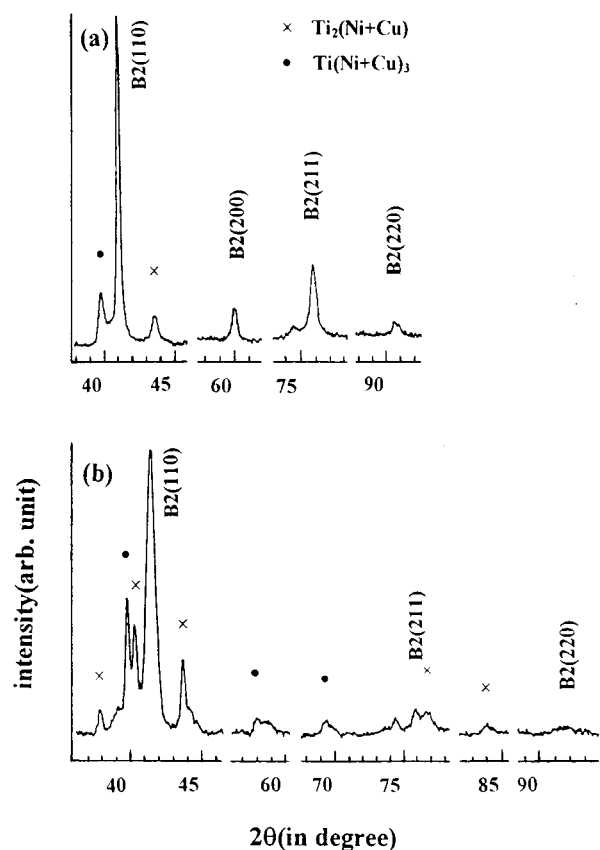 (a)
B2(110)
× Ti₂(Ni+Cu)
• Ti(Ni+Cu)₃
•
×
B2(200)
B2(211)
B2(220)
40 45 60 75 90
(b)
B2(110)
•
×
×
×
•
•
B2(211)
×
×
B2(220)
40 45 60 70 75 85 90
intensity(arb. unit)
2θ(in degree)